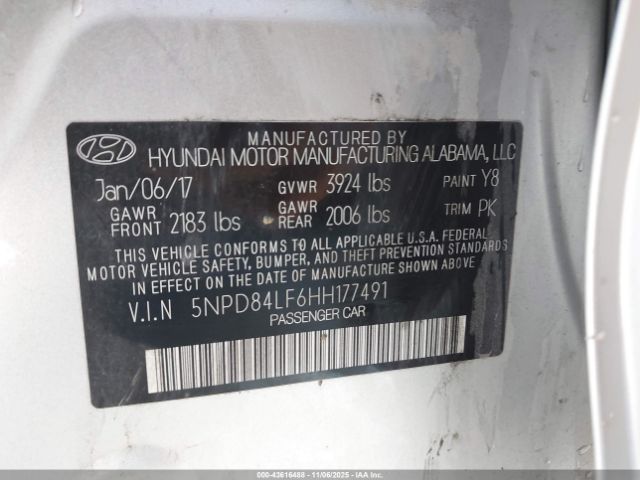 MANUFACTURED BY
HYUNDAI MOTOR MANUFACTURING ALABAMA, LLC
Jan/06/17 GVWR 3924 lbs PAINT Y8
GAWR FRONT 2183 lbs GAWR REAR 2006 lbs TRIM PK
THIS VEHICLE CONFORMS TO ALL APPLICABLE U.S.A. FEDERAL
MOTOR VEHICLE SAFETY, BUMPER, AND THEFT PREVENTION
STANDARDS IN EFFECT ON THE DATE OF MANUFACTURE SHOWN ABOVE.
V.I.N 5NPD84LF6HH177491
PASSENGER CAR
000-43616488 - 11/06/2025 - IAAI.COM